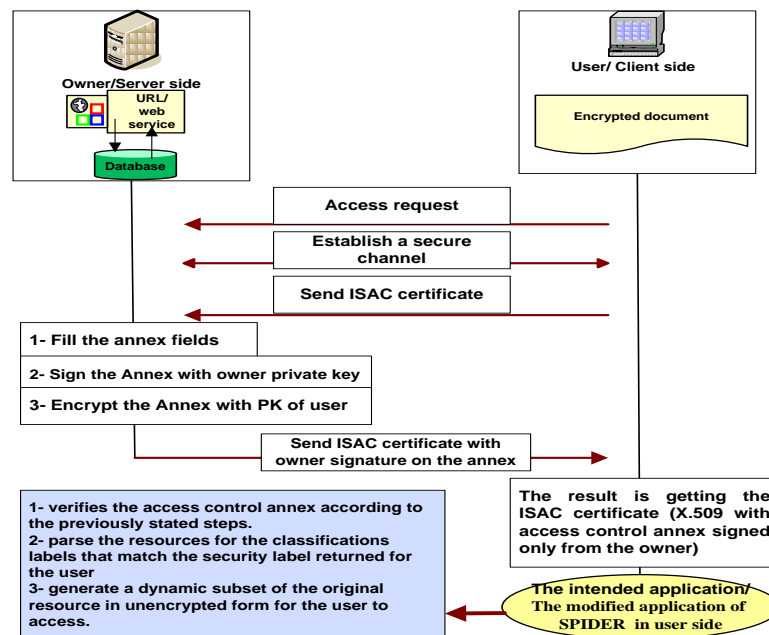 Owner/Server side
URL/
web
service
Database
User/ Client side
Encrypted document
Access request
Establish a secure
channel
Send ISAC certificate
1- Fill the annex fields
2- Sign the Annex with owner private key
3- Encrypt the Annex with PK of user
Send ISAC certificate with
owner signature on the annex
The result is getting the
ISAC certificate (X.509 with
access control annex signed
only from the owner)
1- verifies the access control annex according to
the previously stated steps.
2- parse the resources for the classifications
labels that match the security label returned for
the user
3- generate a dynamic subset of the original
resource in unencrypted form for the user to
access.
The intended application/
The modified application of
SPIDER in user side